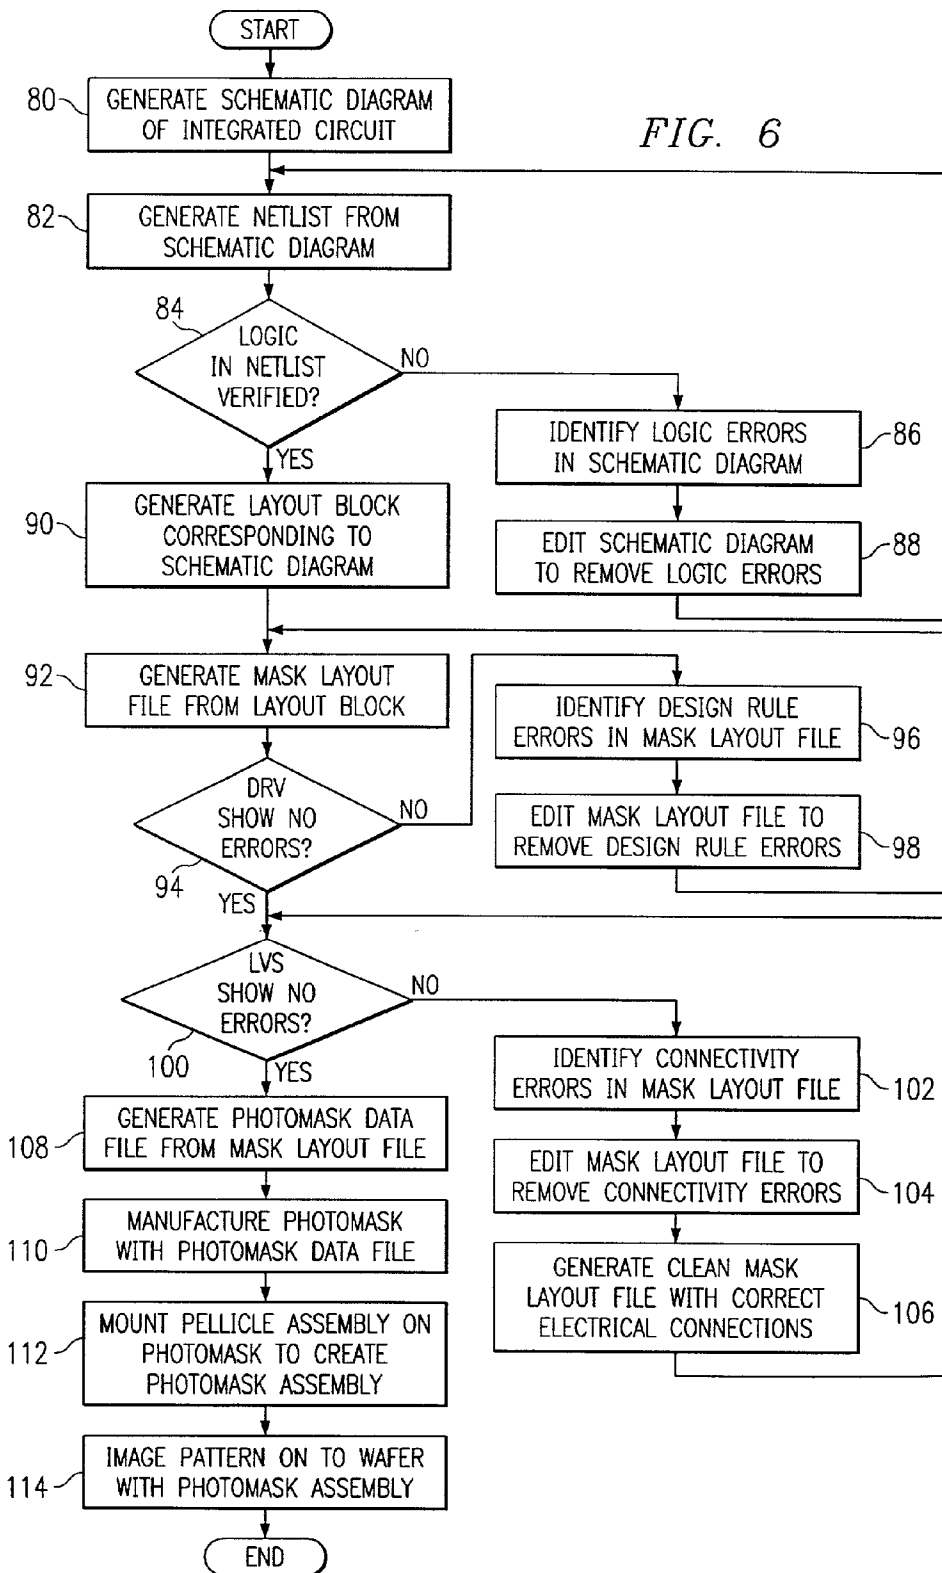 START
80
GENERATE SCHEMATIC DIAGRAM
OF INTEGRATED CIRCUIT
FIG. 6
82
GENERATE NETLIST FROM
SCHEMATIC DIAGRAM
84
LOGIC
IN NETLIST
VERIFIED?
NO
YES
IDENTIFY LOGIC ERRORS
IN SCHEMATIC DIAGRAM
86
EDIT SCHEMATIC DIAGRAM
TO REMOVE LOGIC ERRORS
88
90
GENERATE LAYOUT BLOCK
CORRESPONDING TO
SCHEMATIC DIAGRAM
92
GENERATE MASK LAYOUT
FILE FROM LAYOUT BLOCK
DRV
SHOW NO
ERRORS?
94
NO
YES
IDENTIFY DESIGN RULE
ERRORS IN MASK LAYOUT FILE
96
EDIT MASK LAYOUT FILE TO
REMOVE DESIGN RULE ERRORS
98
LVS
SHOW NO
ERRORS?
100
NO
YES
IDENTIFY CONNECTIVITY
ERRORS IN MASK LAYOUT FILE
102
EDIT MASK LAYOUT FILE TO
REMOVE CONNECTIVITY ERRORS
104
GENERATE CLEAN MASK
LAYOUT FILE WITH CORRECT
ELECTRICAL CONNECTIONS
106
108
GENERATE PHOTOMASK DATA
FILE FROM MASK LAYOUT FILE
110
MANUFACTURE PHOTOMASK
WITH PHOTOMASK DATA FILE
112
MOUNT PELLICLE ASSEMBLY ON
PHOTOMASK TO CREATE
PHOTOMASK ASSEMBLY
114
IMAGE PATTERN ON TO WAFER
WITH PHOTOMASK ASSEMBLY
END